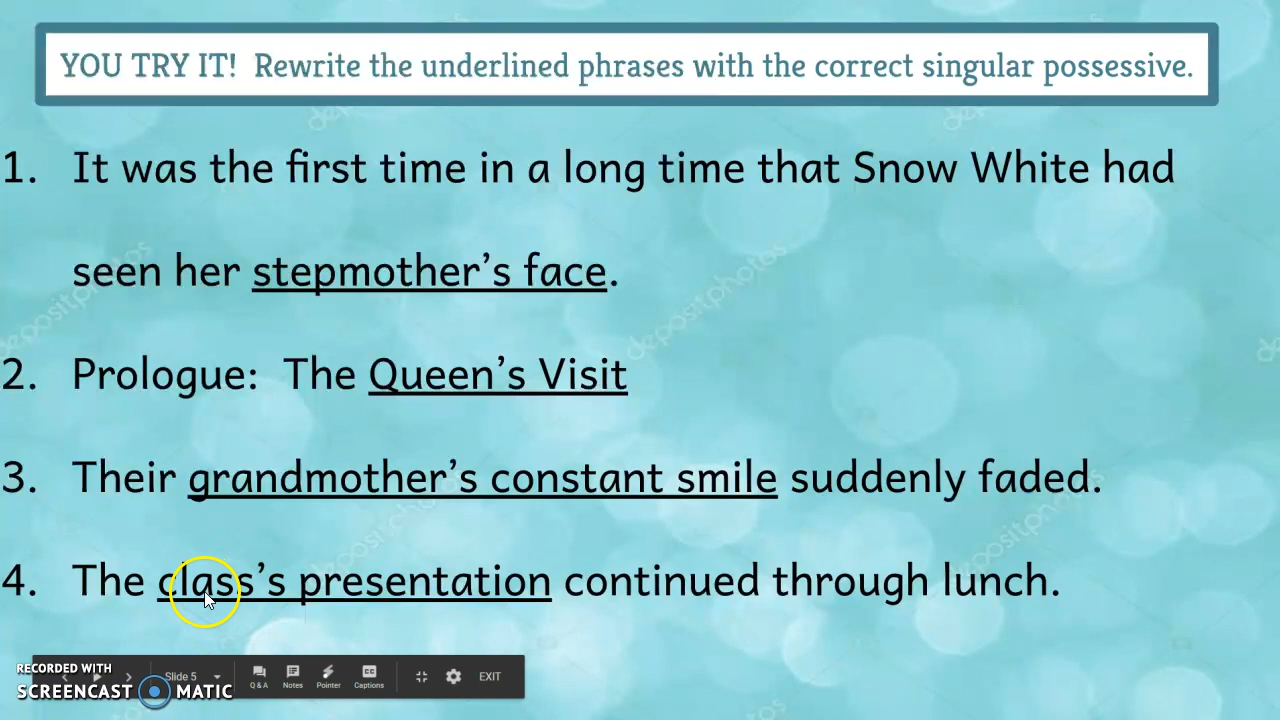 YOU TRY IT! Rewrite the underlined phrases with the correct singular possessive.
1. It was the first time in a long time that Snow White had
seen her stepmother’s face.
2. Prologue: The Queen’s Visit
3. Their grandmother’s constant smile suddenly faded.
4. The class’s presentation continued through lunch.
RECORDED WITH
SCREENCAST MATIC
Slide 5
Q & A Notes Pointer Captions EXIT
depositphotos
depositphotos
depositphotos